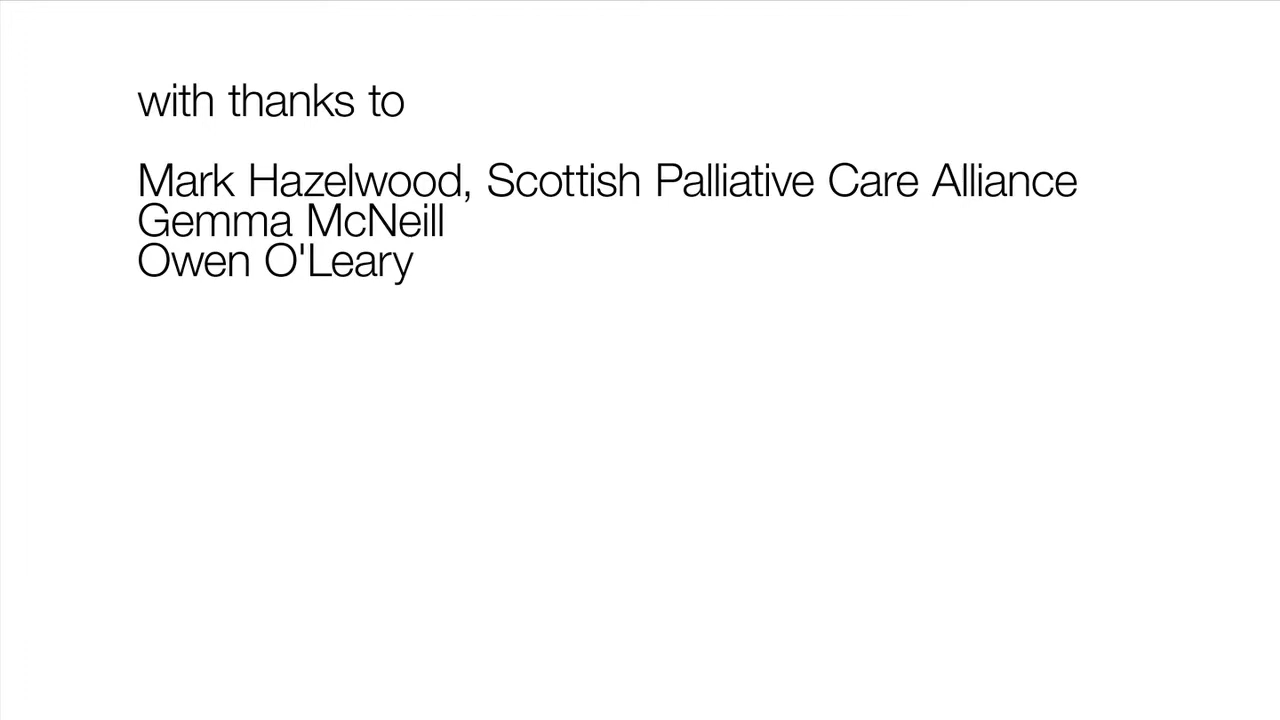 with thanks to
Mark Hazelwood, Scottish Palliative Care Alliance
Gemma McNeill
Owen O'Leary